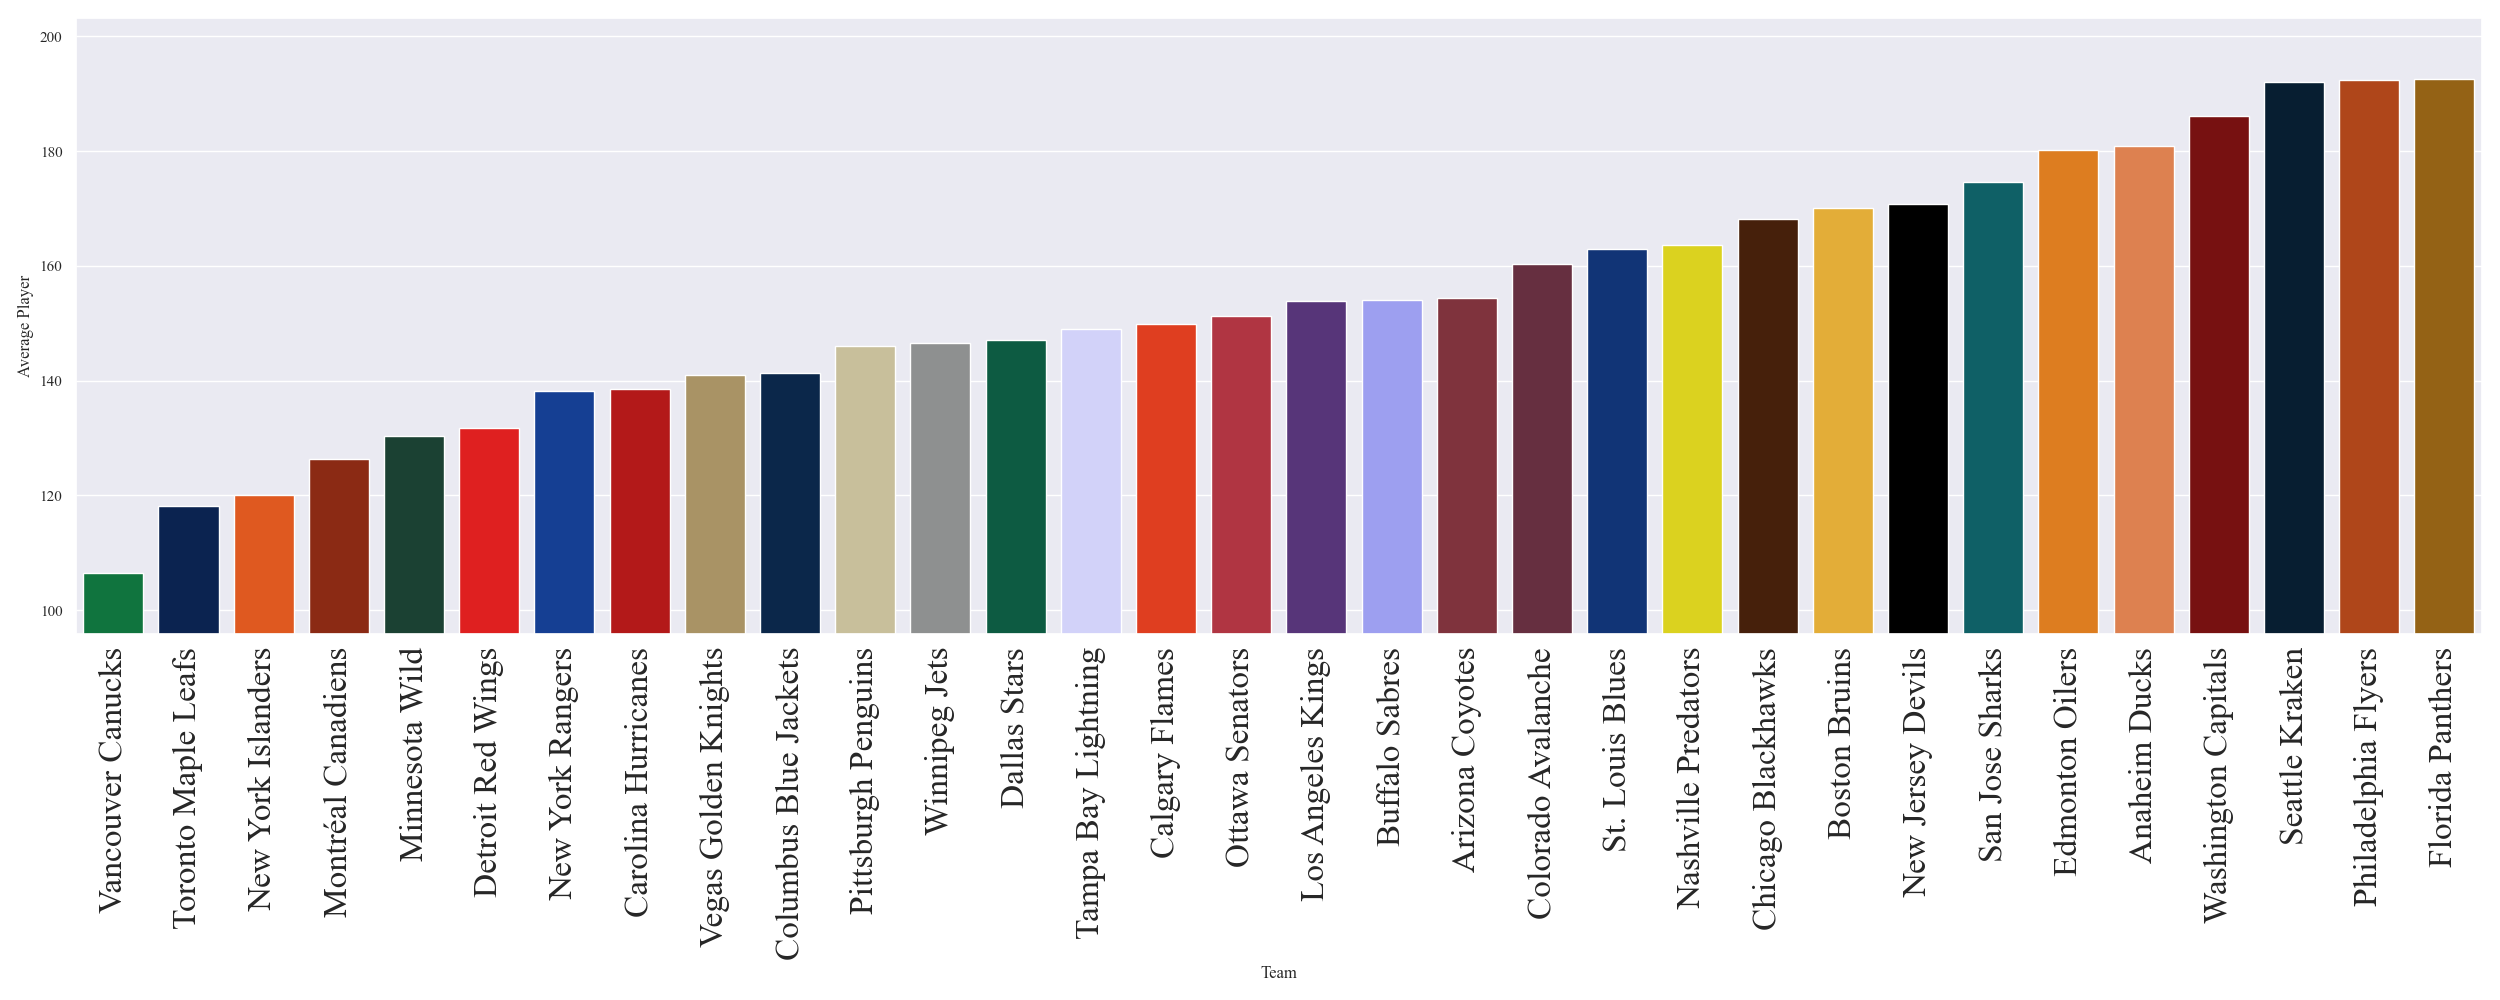 200
180
160
140
120
100
Average Player
Vancouver Canucks
Toronto Maple Leafs
New York Islanders
Montréal Canadiens
Minnesota Wild
Detroit Red Wings
New York Rangers
Carolina Hurricanes
Vegas Golden Knights
Columbus Blue Jackets
Pittsburgh Penguins
Winnipeg Jets
Dallas Stars
Tampa Bay Lightning
Calgary Flames
Ottawa Senators
Los Angeles Kings
Buffalo Sabres
Arizona Coyotes
Colorado Avalanche
St. Louis Blues
Nashville Predators
Chicago Blackhawks
Boston Bruins
New Jersey Devils
San Jose Sharks
Edmonton Oilers
Anaheim Ducks
Washington Capitals
Seattle Kraken
Philadelphia Flyers
Florida Panthers
Team